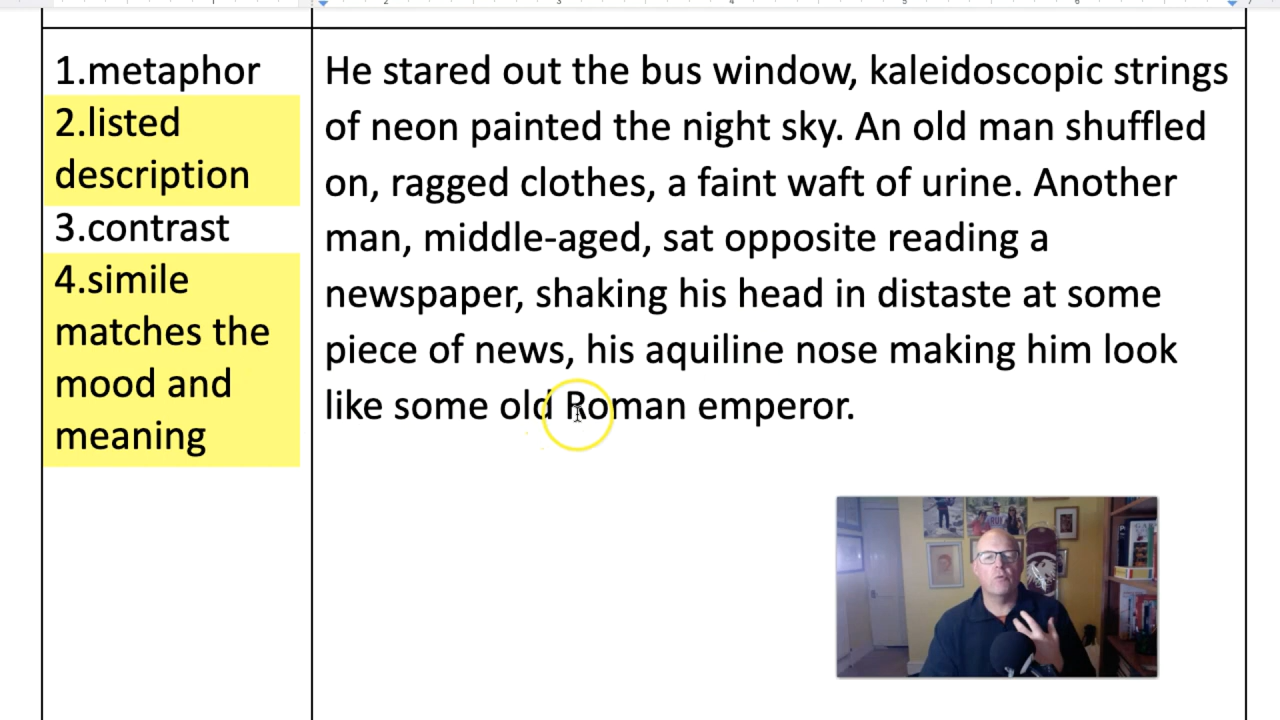 1.metaphor
2.listed
description
3.contrast
4.simile
matches the
mood and
meaning
He stared out the bus window, kaleidoscopic strings
of neon painted the night sky. An old man shuffled
on, ragged clothes, a faint waft of urine. Another
man, middle-aged, sat opposite reading a
newspaper, shaking his head in distaste at some
piece of news, his aquiline nose making him look
like some old Roman emperor.